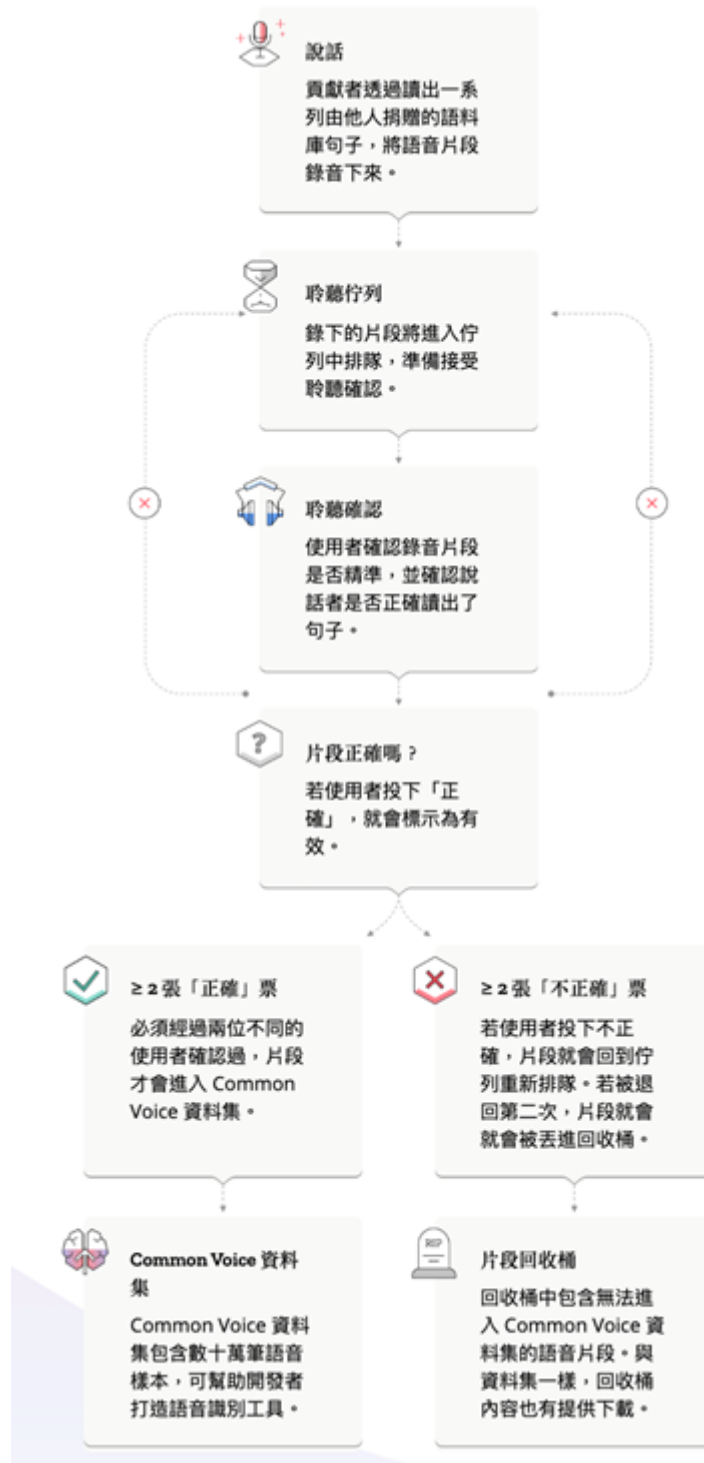 說話
貢獻者透過讀出一系
列由他人捐贈的語料
庫句子，將語音片段
錄音下來。
聆聽佇列
錄下的片段將進入佇
列中排隊，準備接受
聆聽確認。
聆聽確認
使用者確認錄音片段
是否精準，並確認說
話者是否正確讀出了
句子。
?
片段正確嗎？
若使用者投下「正
確」，就會標示為有
效。
≥ 2 張「正確」票
必須經過兩位不同的
使用者確認過，片段
才會進入 Common
Voice 資料集。
≥ 2 張「不正確」票
若使用者投下不正
確，片段就會回到佇
列重新排隊。若被退
回第二次，片段就會
就會被丟進回收桶。
Common Voice 資料
集
Common Voice 資料
集包含數十萬筆語音
樣本，可幫助開發者
打造語音識別工具。
RIP
片段回收桶
回收桶中包含無法進
入 Common Voice 資
料集的語音片段。與
資料集一樣，回收桶
內容也有提供下載。